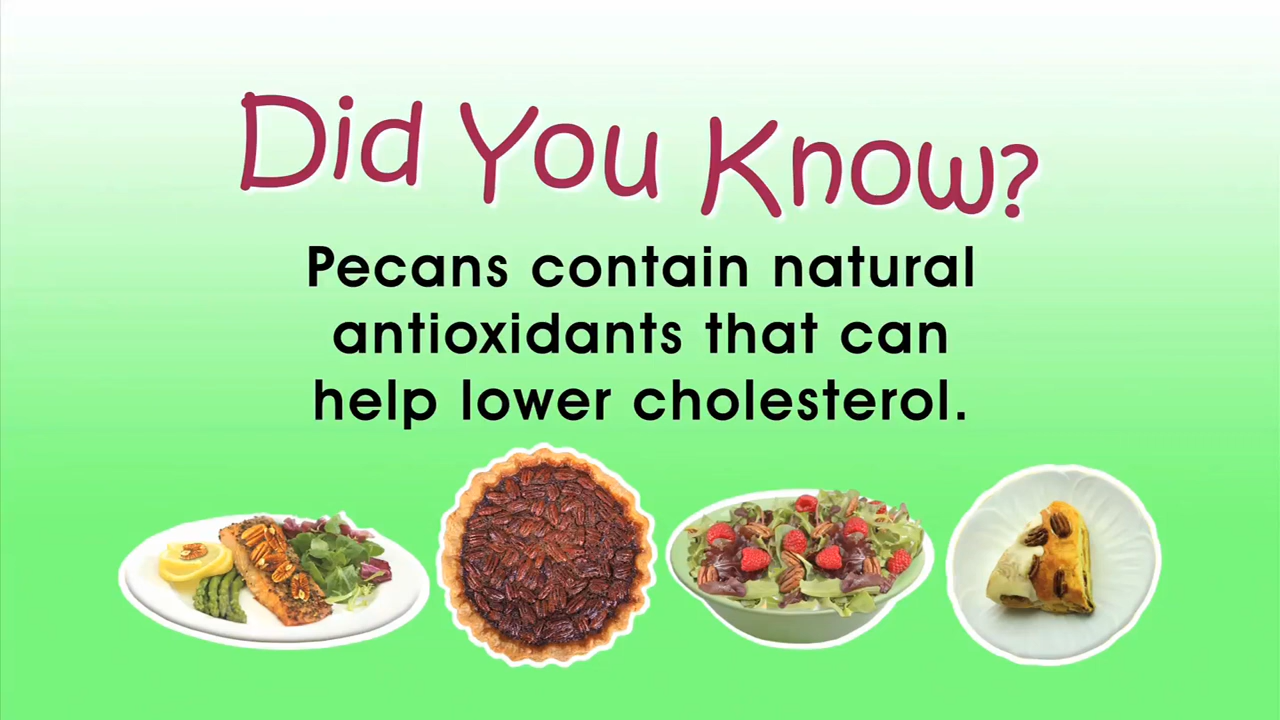 Did You Know?
Pecans contain natural
antioxidants that can
help lower cholesterol.